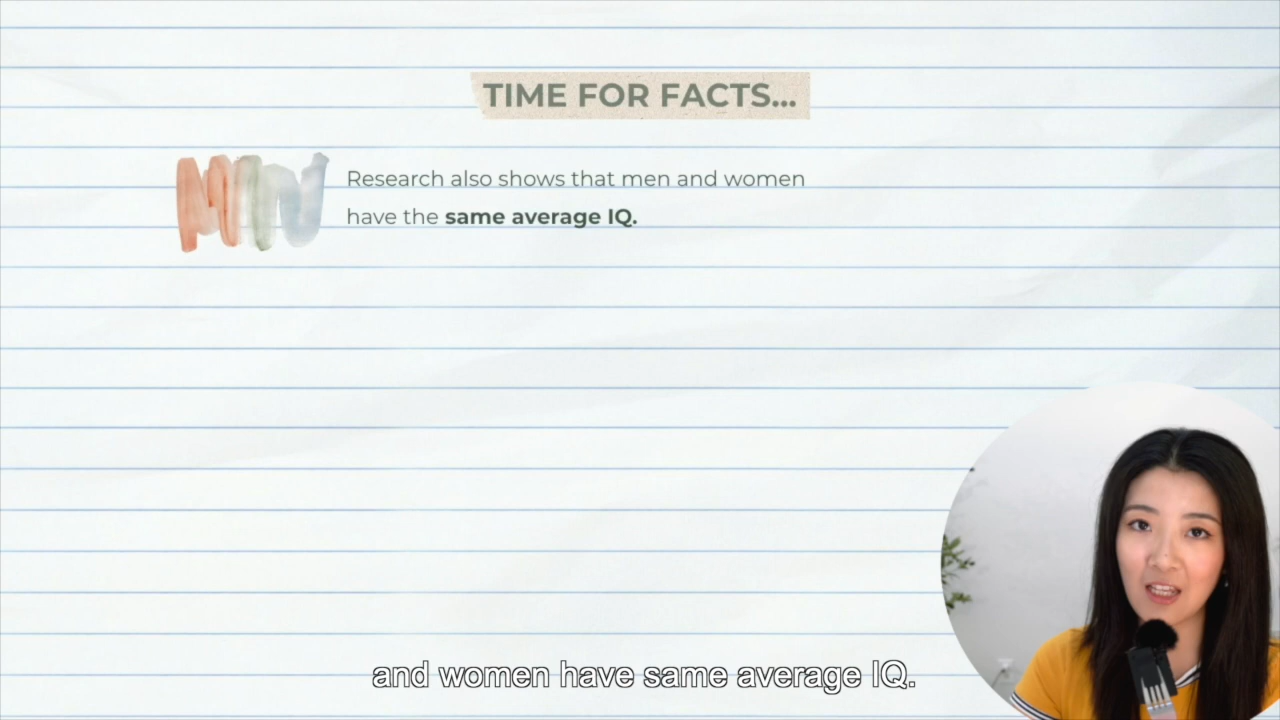 TIME FOR FACTS...
Research also shows that men and women
have the same average IQ.
and women have same average IQ.